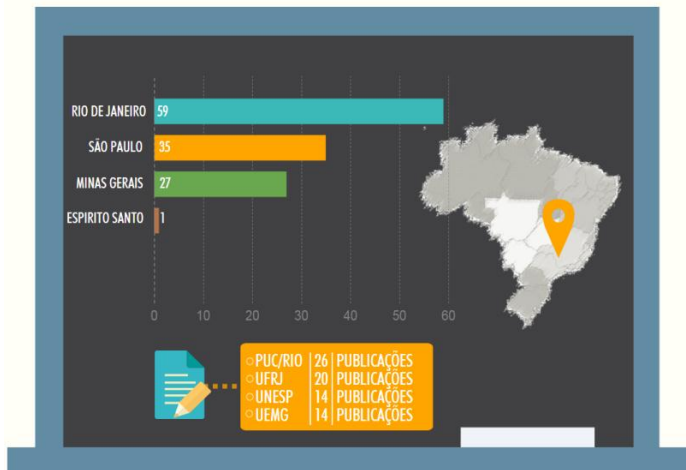 RIO DE JANEIRO 59
SÃO PAULO 35
MINAS GERAIS 27
ESPIRITO SANTO 1
0 10 20 30 40 50 60
○PUC/RIO | 26 | PUBLICAÇÕES
○UFRJ | 20 | PUBLICAÇÕES
○UNESP | 14 | PUBLICAÇÕES
○UEMG | 14 | PUBLICAÇÕES